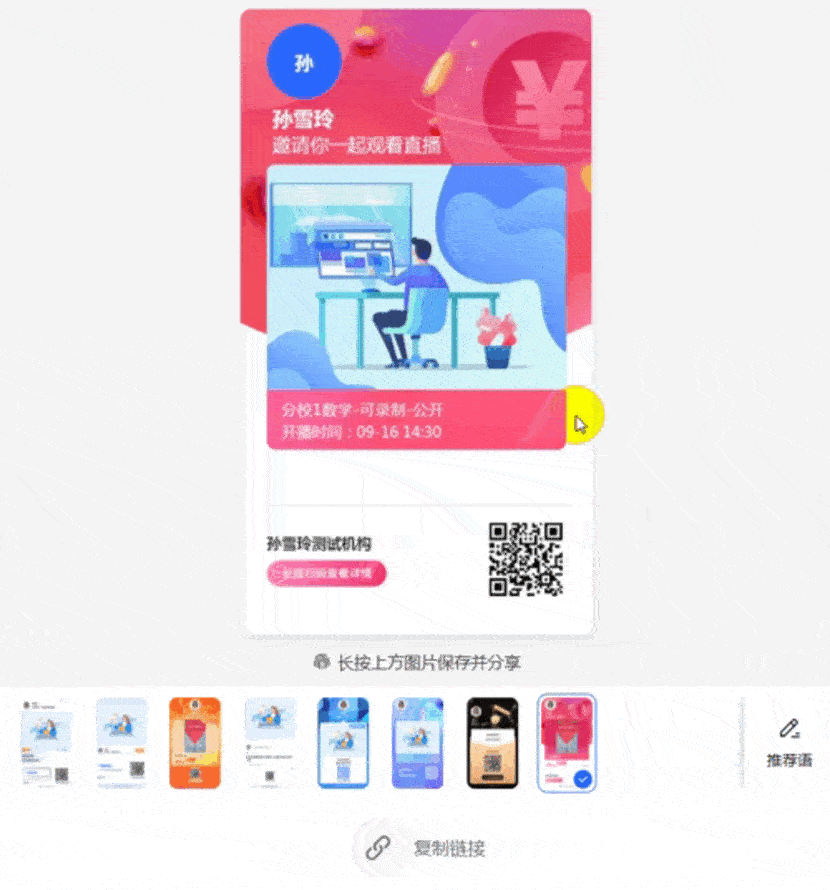 孙
孙雪玲
邀请你一起观看直播
分校1数学-可录制-公开
开播时间：09-16 14:30
孙雪玲测试机构
长按扫码查看详情
长按上方图片保存并分享
推荐语
复制链接